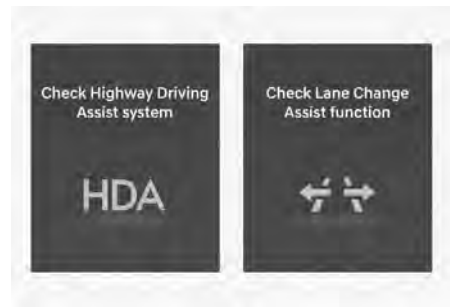 Check Highway Driving
Assist system
HDA
Check Lane Change
Assist function